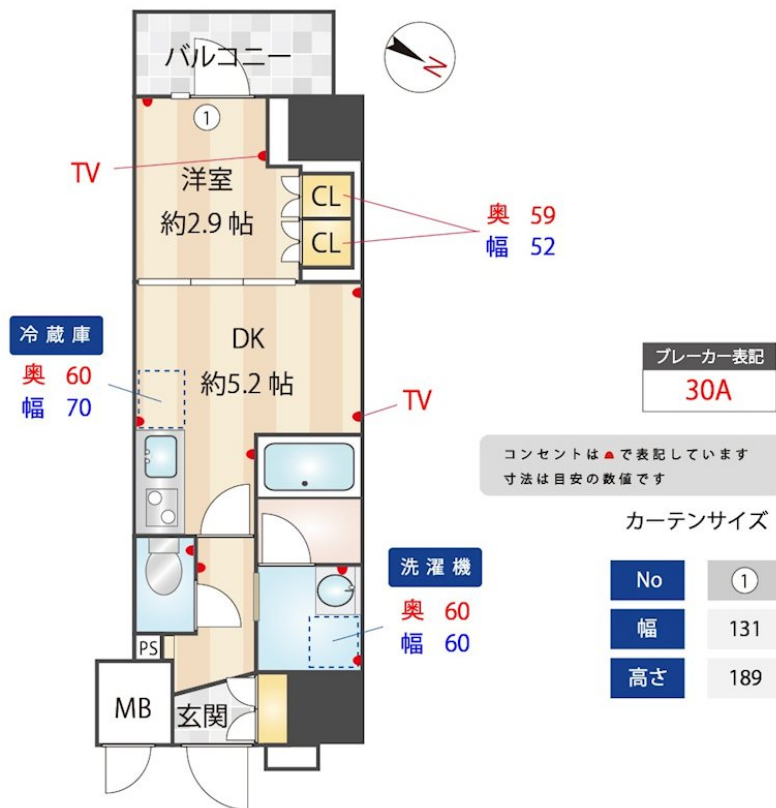 バルコニー
N
①
TV
洋室
約2.9 帖
CL
CL
奥 59
幅 52
冷蔵庫
奥 60
幅 70
DK
約5.2 帖
TV
ブレーカー表記
30A
コンセントは で表記しています
寸法は目安の数値です
カーテンサイズ
No ①
幅 131
高さ 189
洗濯機
奥 60
幅 60
PS
MB
玄関